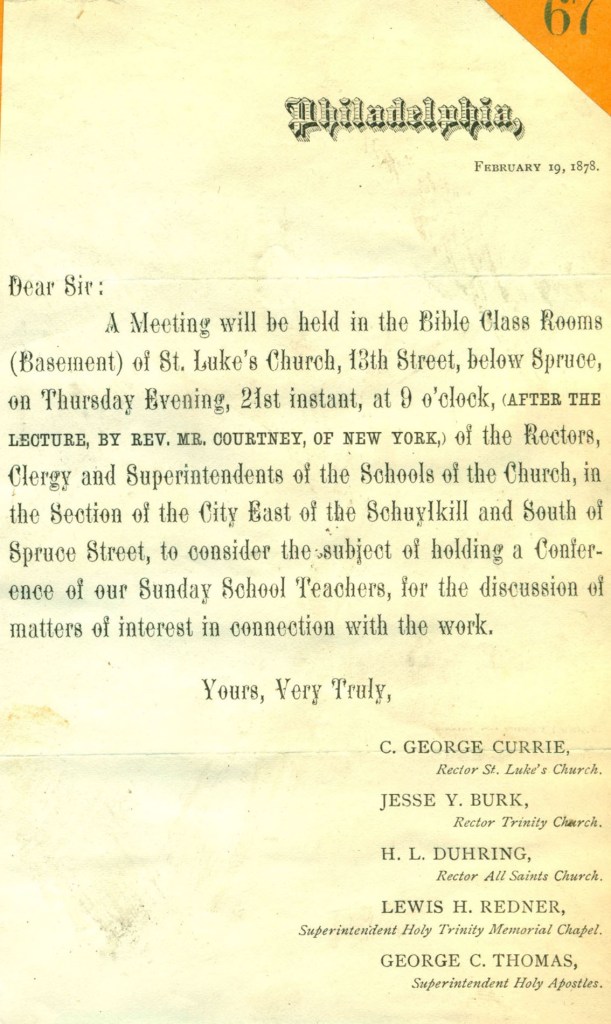 67
Philadelphia,
FEBRUARY 19, 1878.
Dear Sir:
A Meeting will be held in the Bible Class Rooms
(Basement) of St. Luke's Church, 13th Street, below Spruce,
on Thursday Evening, 21st instant, at 9 o'clock, (AFTER THE
LECTURE, BY REV. MR. COURTNEY, OF NEW YORK,) of the Rectors,
Clergy and Superintendents of the Schools of the Church, in
the Section of the City East of the Schuylkill and South of
Spruce Street, to consider the subject of holding a Confer-
ence of our Sunday School Teachers, for the discussion of
matters of interest in connection with the work.
Yours, Very Truly,
C. GEORGE CURRIE,
Rector St. Luke's Church.
JESSE Y. BURK,
Rector Trinity Church.
H. L. DUHRING,
Rector All Saints Church.
LEWIS H. REDNER,
Superintendent Holy Trinity Memorial Chapel.
GEORGE C. THOMAS,
Superintendent Holy Apostles.